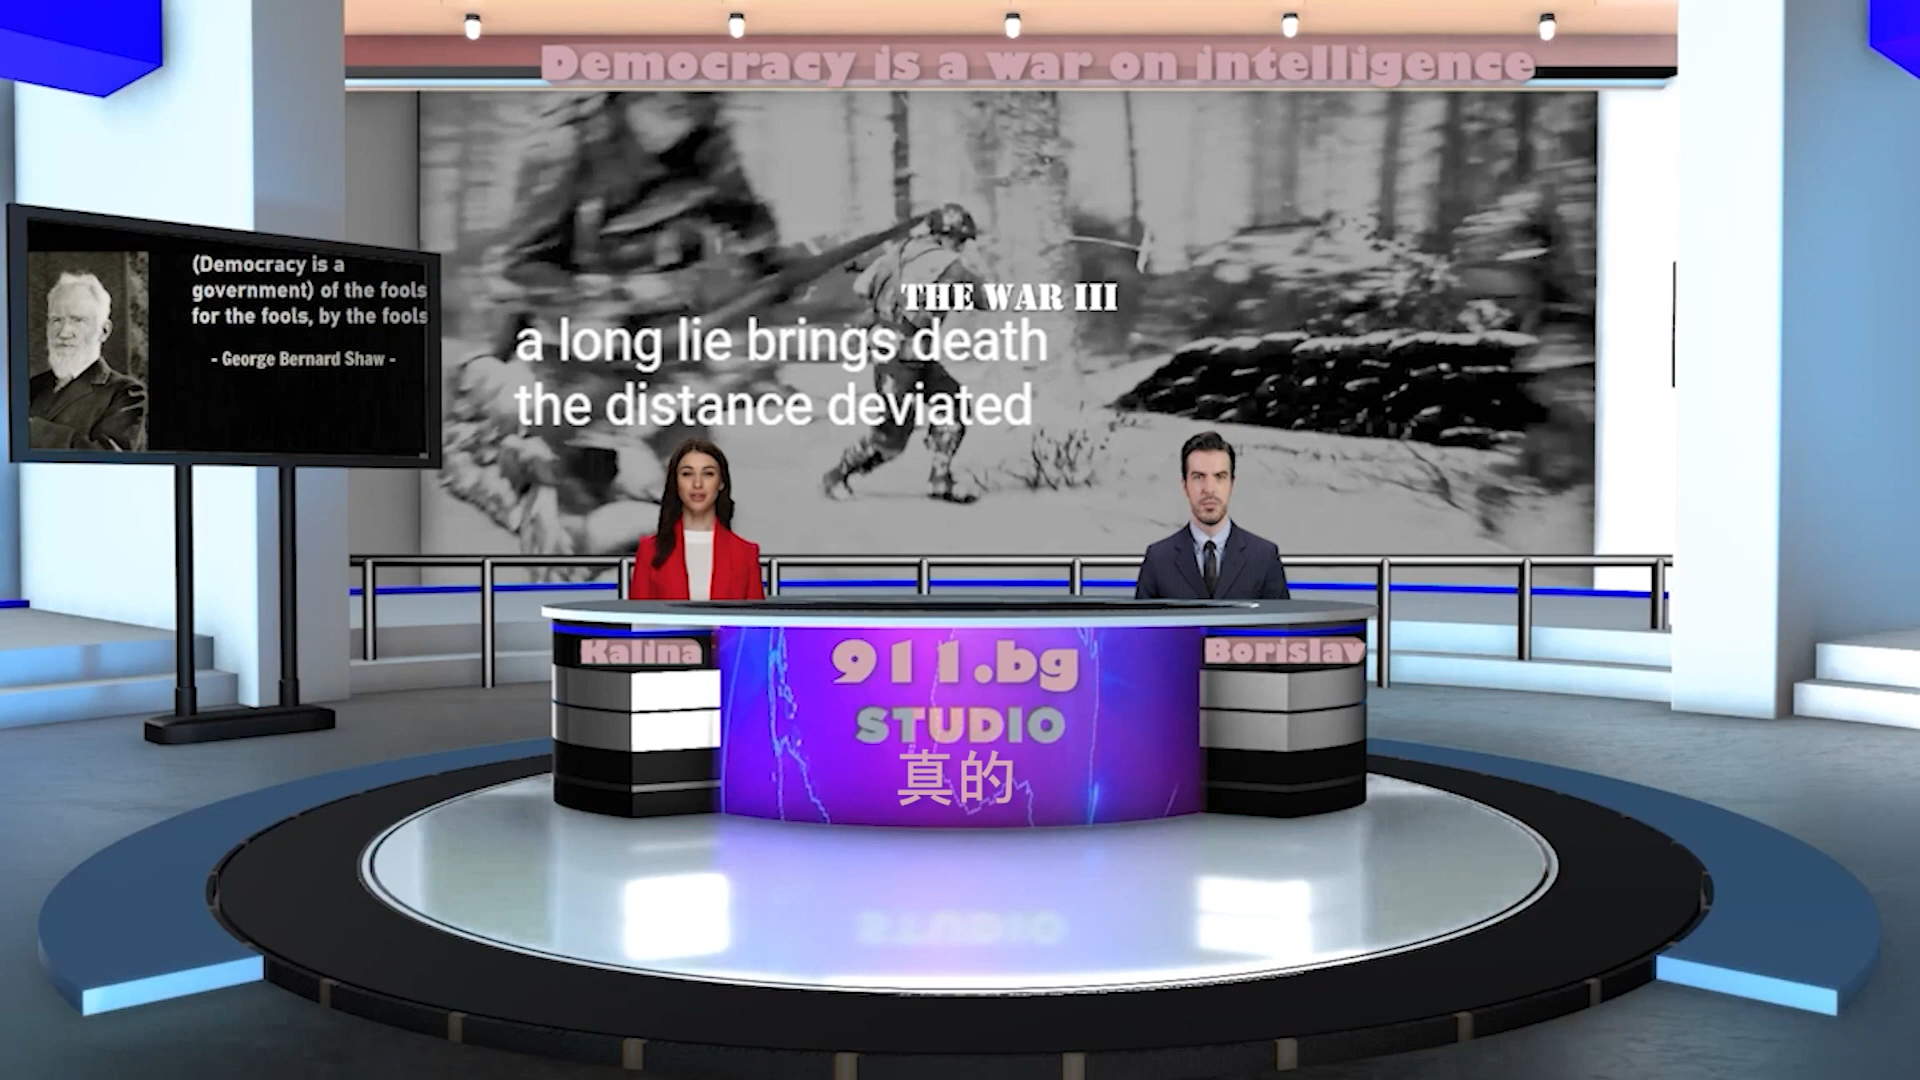 Democracy is a war on intelligence
(Democracy is a
government) of the fools
for the fools, by the fools
- George Bernard Shaw -
THE WAR III
a long lie brings death
the distance deviated
Kalina
Borislav
911.bg
STUDIO
真的